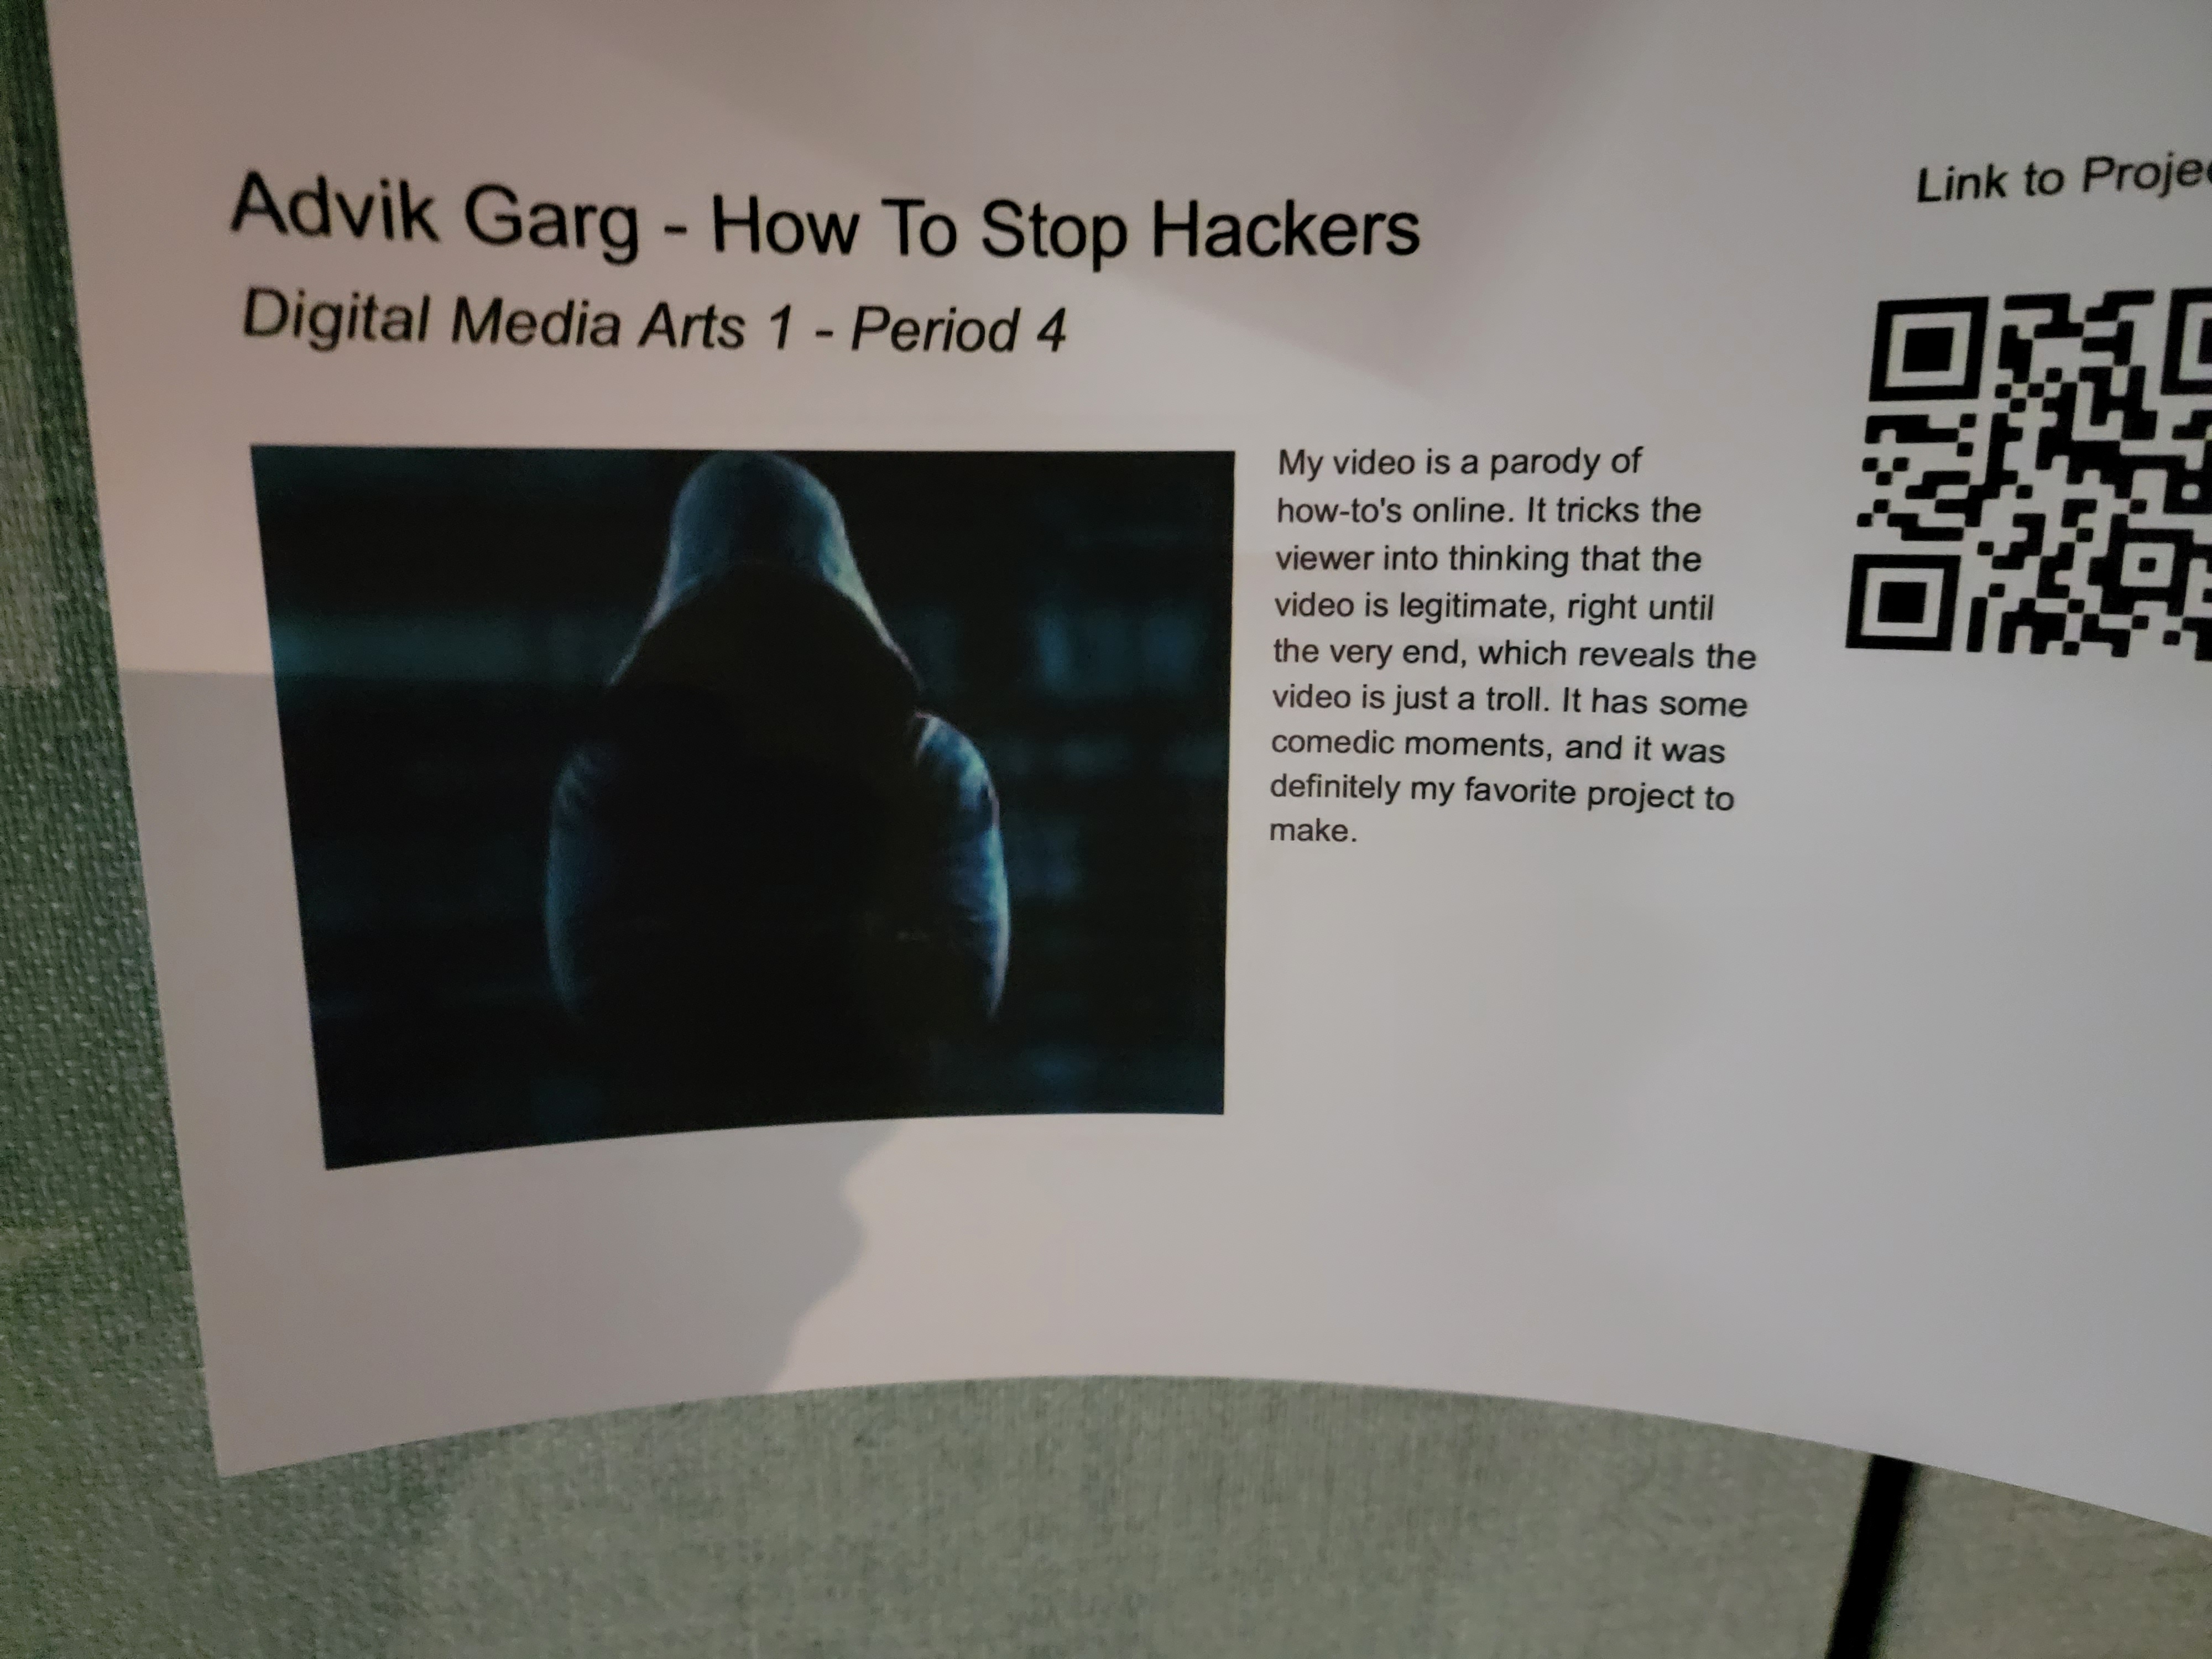 Advik Garg - How To Stop Hackers
Digital Media Arts 1 - Period 4
My video is a parody of
how-to's online. It tricks the
viewer into thinking that the
video is legitimate, right until
the very end, which reveals the
video is just a troll. It has some
comedic moments, and it was
definitely my favorite project to
make.
Link to